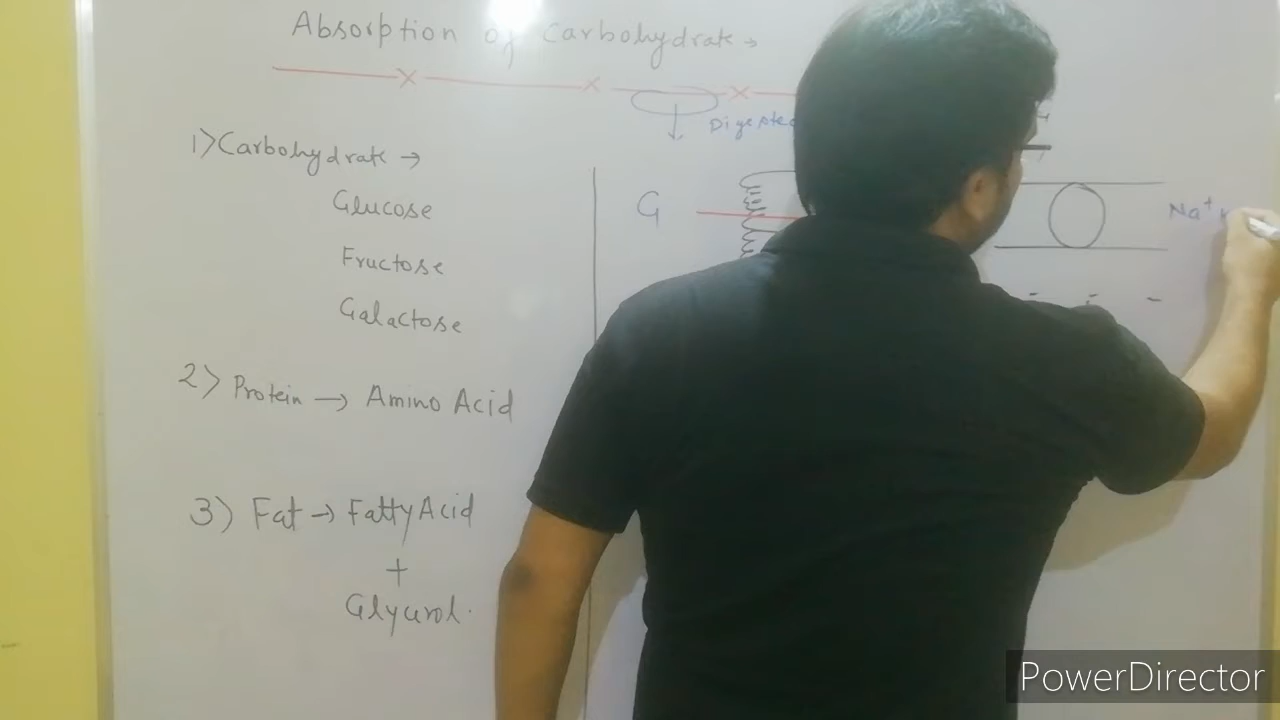 Absorption of Carbohydrate →
Digested
1) Carbohydrate →
Glucose
Fructose
Galactose
G
Na⁺ K
2) Protein → Amino Acid
3) Fat → Fatty Acid
+
Glyurol.
PowerDirector